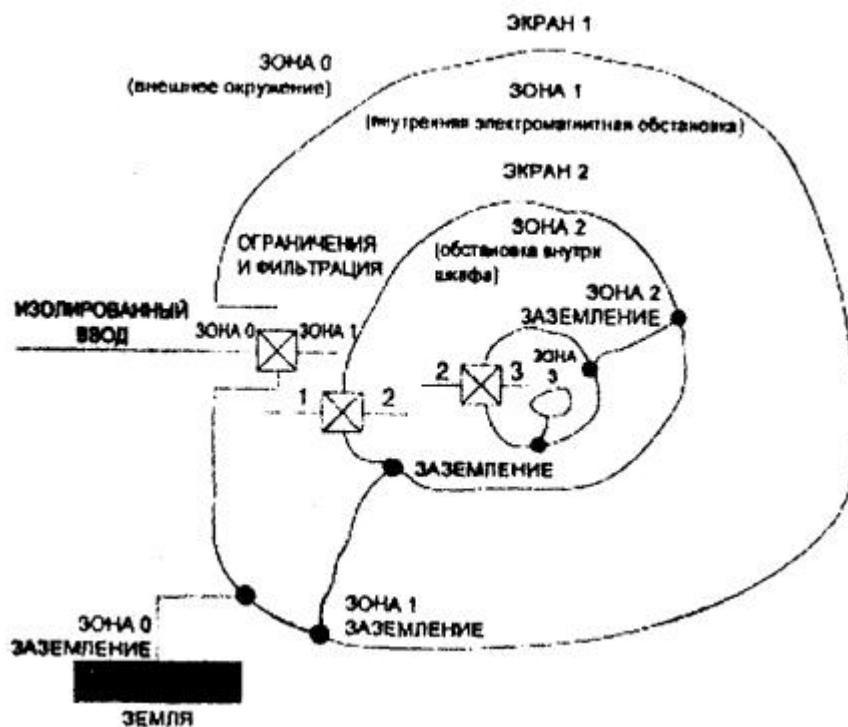 ЭКРАН 1
ЗОНА 0
(внешнее окружение)
ЗОНА 1
(внутренняя электромагнитная обстановка)
ЭКРАН 2
ЗОНА 2
(обстановка внутри
шкафа)
ОГРАНИЧЕНИЯ
И ФИЛЬТРАЦИЯ
ЗОНА 2
ЗАЗЕМЛЕНИЕ
ИЗОЛИРОВАННЫЙ
ВВОД
ЗОНА 0
ЗОНА 1
ЗОНА
3
2
3
1
2
ЗАЗЕМЛЕНИЕ
ЗОНА 1
ЗАЗЕМЛЕНИЕ
ЗОНА 0
ЗАЗЕМЛЕНИЕ
ЗЕМЛЯ